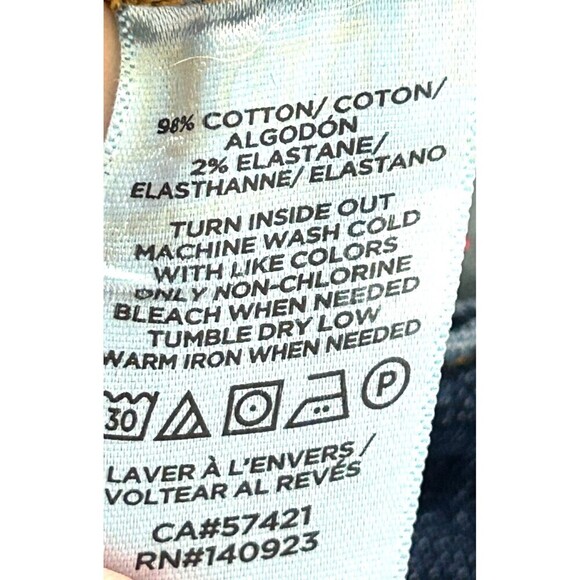 98% COTTON/ COTON/
ALGODÓN
2% ELASTANE/
ELASTHANNE/ ELASTANO
TURN INSIDE OUT
MACHINE WASH COLD
WITH LIKE COLORS
ONLY NON-CHLORINE
BLEACH WHEN NEEDED
TUMBLE DRY LOW
WARM IRON WHEN NEEDED
30 P
LAVER À L'ENVERS /
VOLTEAR AL REVÉS
CA#57421
RN#140923